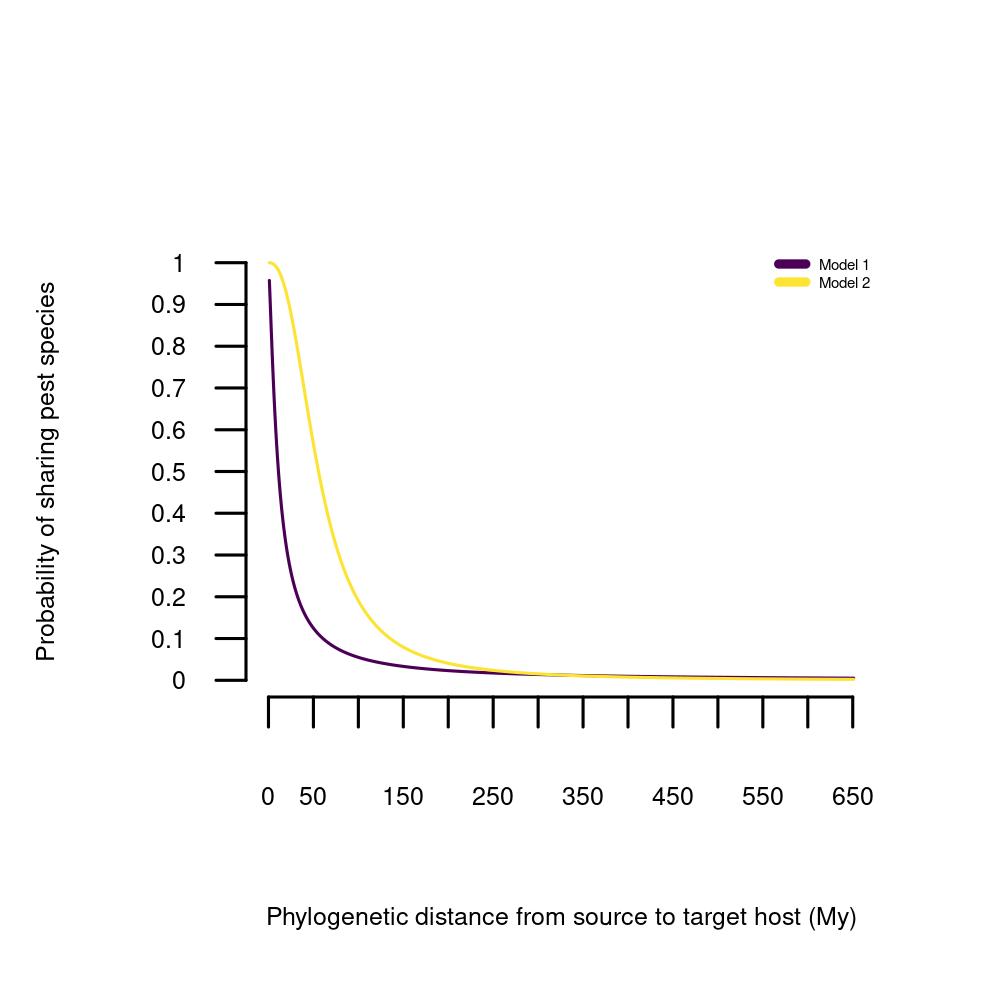 1
0.9
0.8
0.7
0.6
0.5
0.4
0.3
0.2
0.1
0
Probability of sharing pest species
Model 1
Model 2
0 50 150 250 350 450 550 650
Phylogenetic distance from source to target host (My)